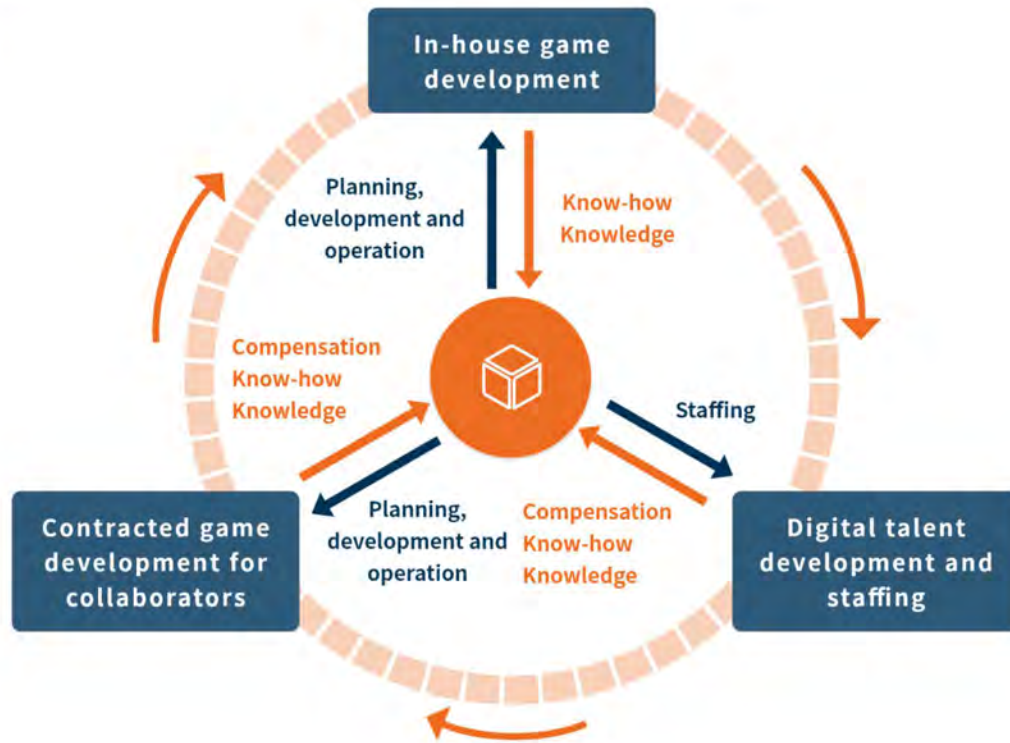 In-house game
development
Planning,
development and
operation
Know-how
Knowledge
Compensation
Know-how
Knowledge
Staffing
Contracted game
development for
collaborators
Planning,
development and
operation
Compensation
Know-how
Knowledge
Digital talent
development and
staffing